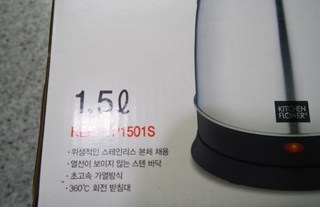 1.5ℓ
1501S
· 위생적인 스테인리스 본체 채용
· 열선이 보이지 않는 스텐 바닥
· 초고속 가열방식
· 360℃ 회전 받침대
KITCHEN
FLOWER